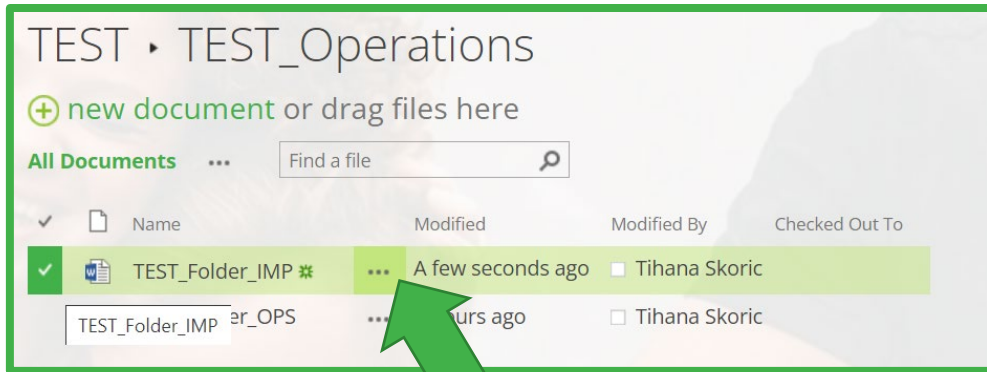 TEST ▸ TEST_Operations
new document or drag files here
All Documents ... Find a file
Name Modified Modified By Checked Out To
TEST_Folder_IMP ... A few seconds ago Tihana Skoric
TEST_Folder_IMP er_OPS ... ago Tihana Skoric